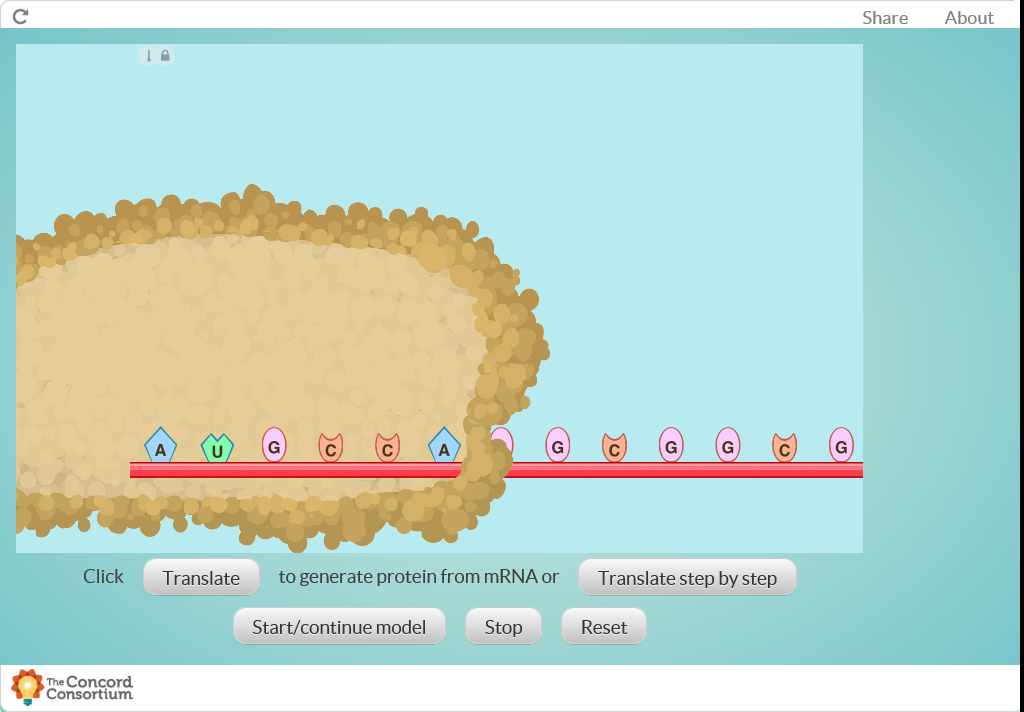 Share About
A U G C C A G C G G C G
Click Translate to generate protein from mRNA or Translate step by step
Start/continue model Stop Reset
The Concord
Consortium